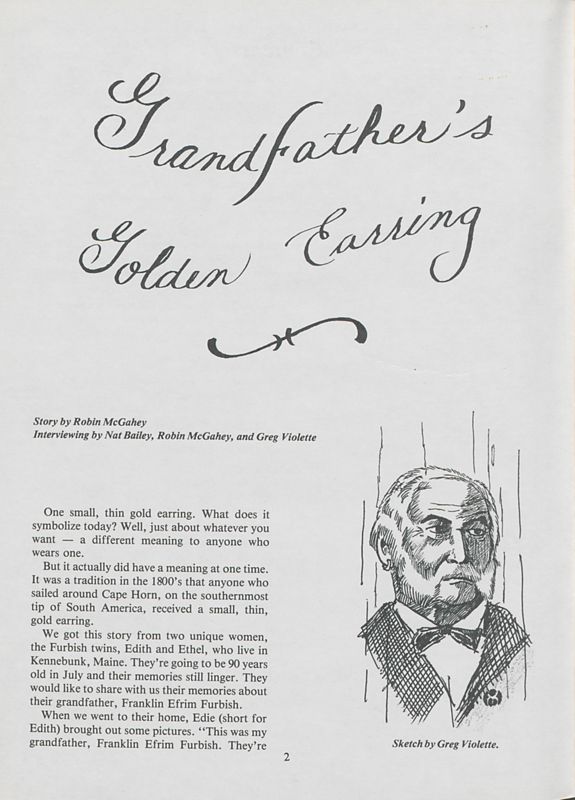 Grandfather's
Golden Earring
Story by Robin McGahey
Interviewing by Nat Bailey, Robin McGahey, and Greg Violette
One small, thin gold earring. What does it
symbolize today? Well, just about whatever you
want — a different meaning to anyone who
wears one.
But it actually did have a meaning at one time.
It was a tradition in the 1800's that anyone who
sailed around Cape Horn, on the southernmost
tip of South America, received a small, thin,
gold earring.
We got this story from two unique women,
the Furbish twins, Edith and Ethel, who live in
Kennebunk, Maine. They're going to be 90 years
old in July and their memories still linger. They
would like to share with us their memories about
their grandfather, Franklin Efrim Furbish.
When we went to their home, Edie (short for
Edith) brought out some pictures. "This was my
grandfather, Franklin Efrim Furbish. They're
Sketch by Greg Violette.
2